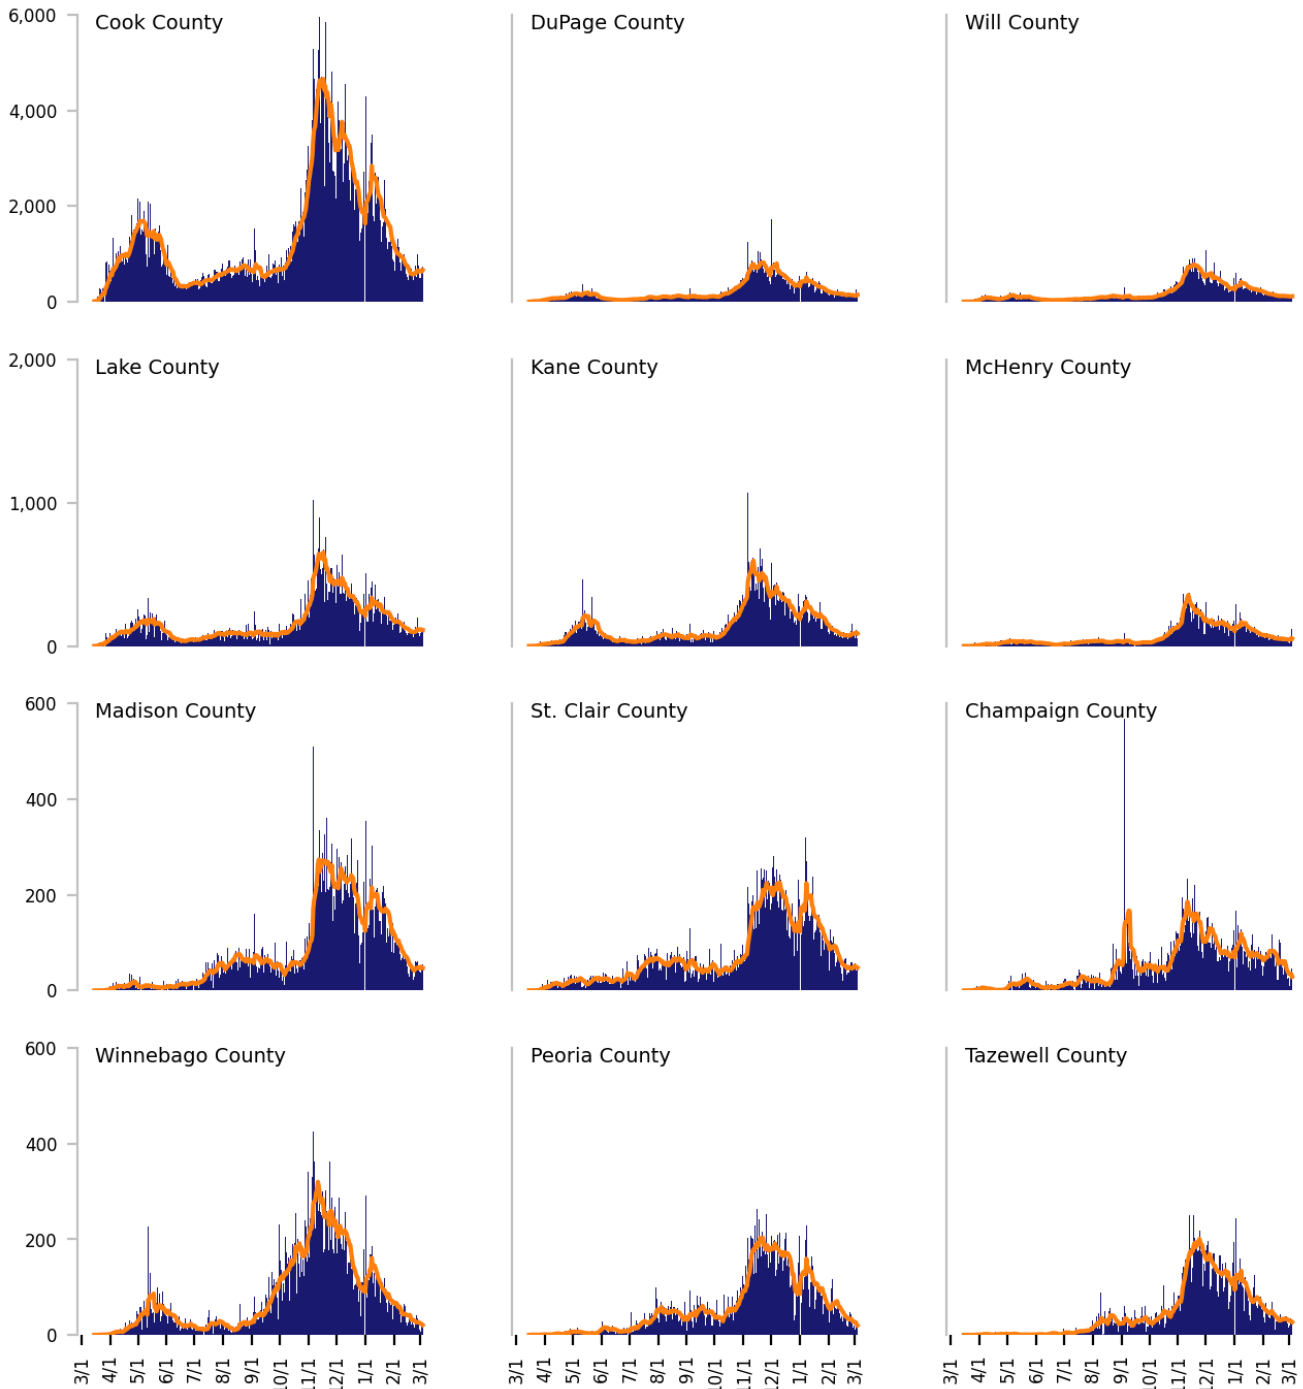 6,000
Cook County
DuPage County
Will County
4,000
2,000
0
2,000
Lake County
Kane County
McHenry County
1,000
0
600
Madison County
St. Clair County
Champaign County
400
200
0
600
Winnebago County
Peoria County
Tazewell County
400
200
0
3/1 4/1 5/1 6/1 7/1 8/1 9/1 10/1 11/1 12/1 1/1 2/1 3/1
3/1 4/1 5/1 6/1 7/1 8/1 9/1 10/1 11/1 12/1 1/1 2/1 3/1
3/1 4/1 5/1 6/1 7/1 8/1 9/1 10/1 11/1 12/1 1/1 2/1 3/1